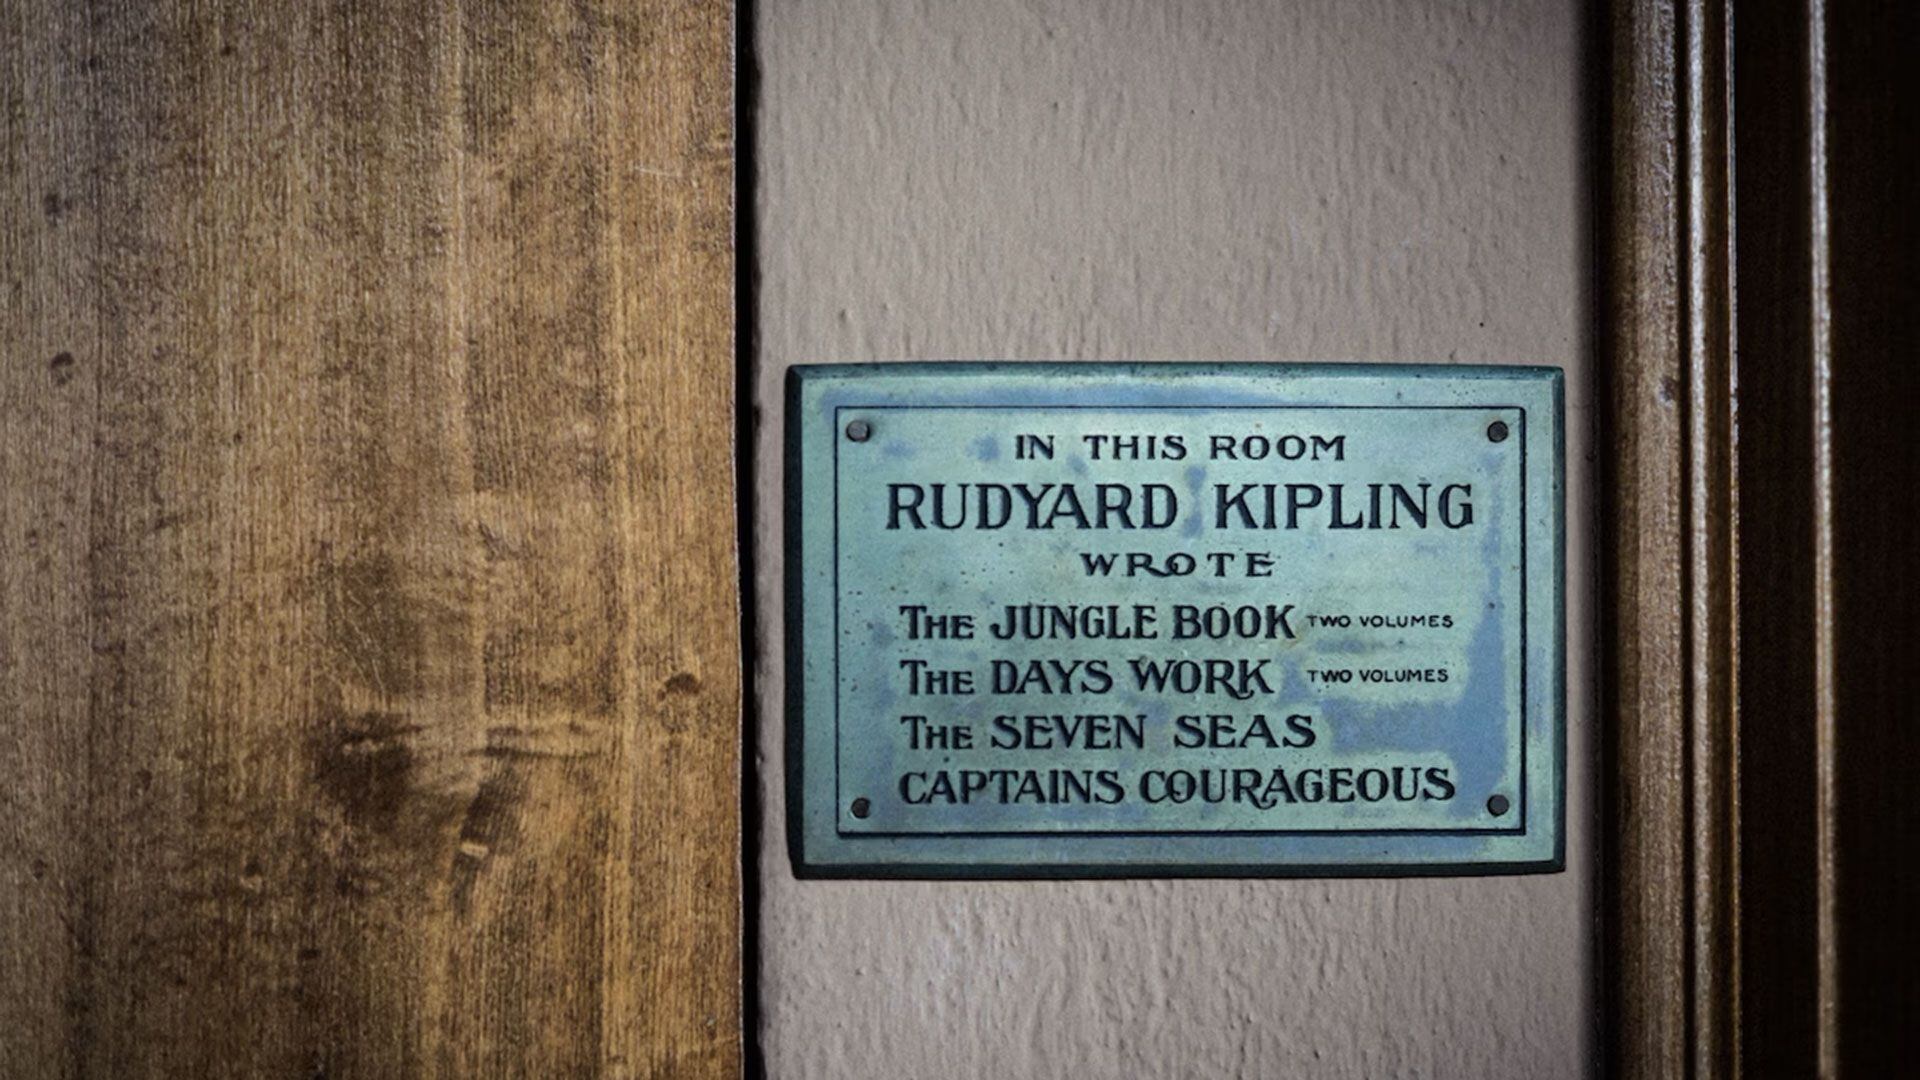 IN THIS ROOM
RUDYARD KIPLING
WROTE
THE JUNGLE BOOK TWO VOLUMES
THE DAYS WORK TWO VOLUMES
THE SEVEN SEAS
CAPTAINS COURAGEOUS